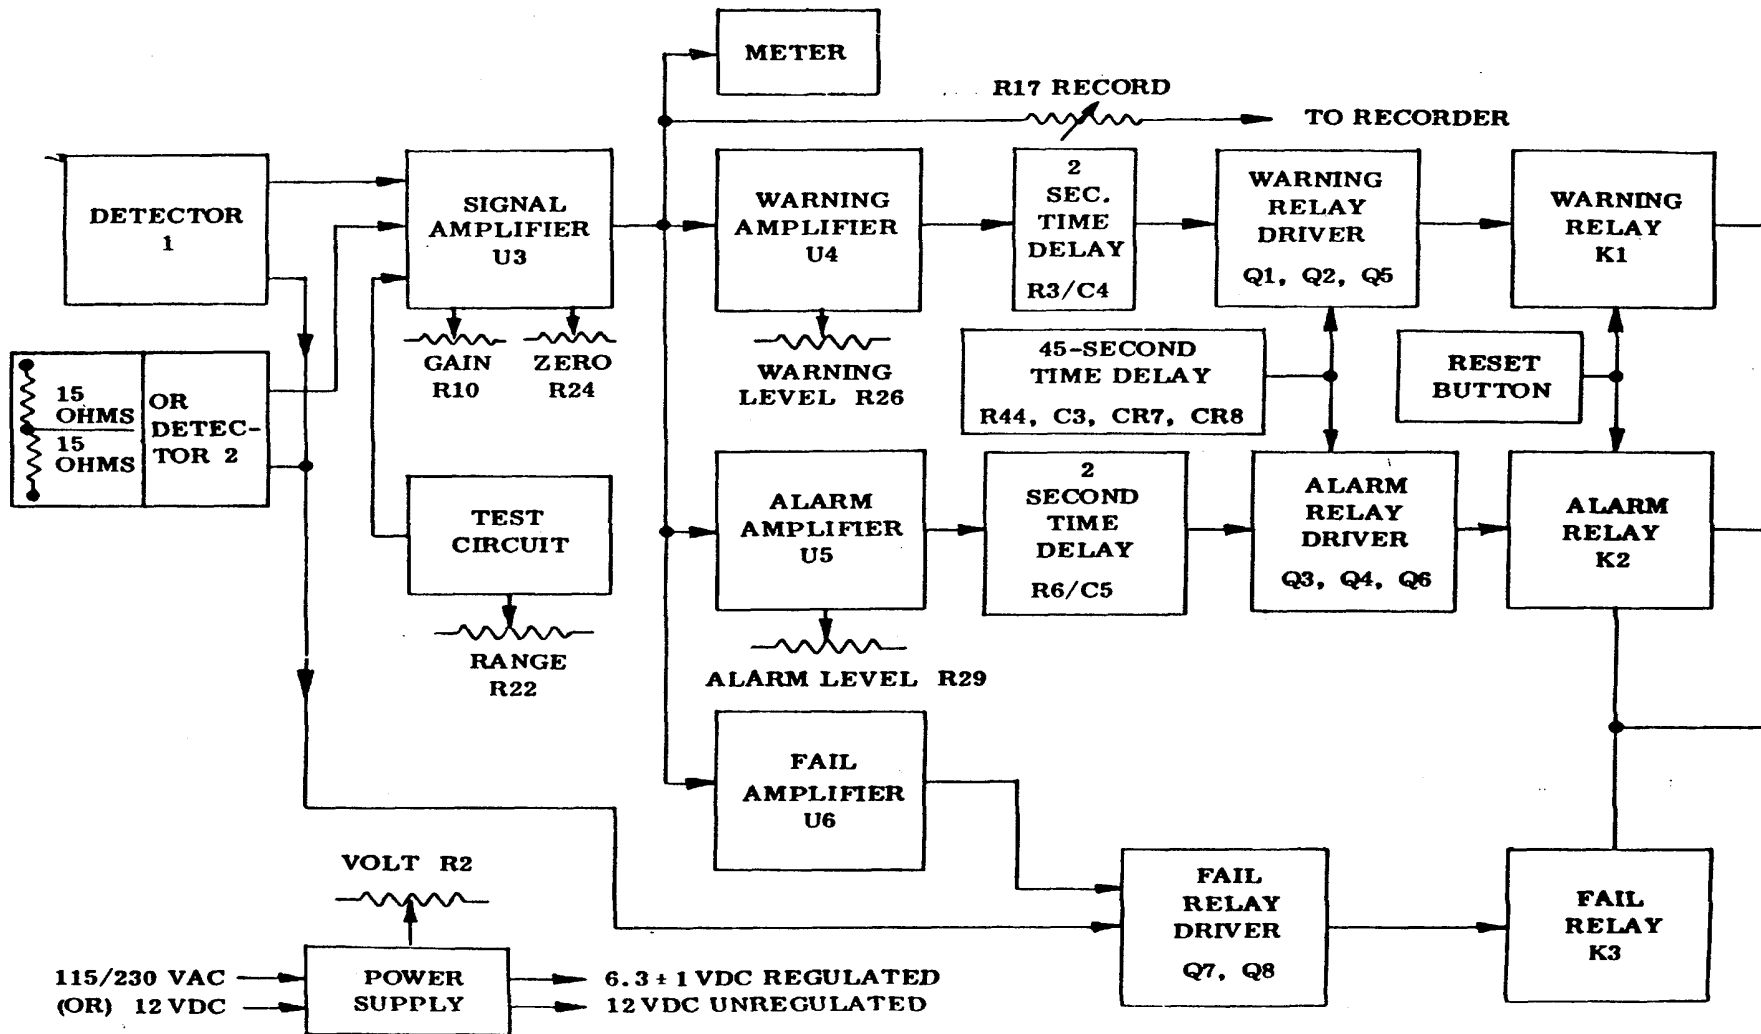 METER
R17 RECORD
TO RECORDER
DETECTOR
1
SIGNAL
AMPLIFIER
U3
WARNING
AMPLIFIER
U4
2
SEC.
TIME
DELAY
R3/C4
WARNING
RELAY
DRIVER
Q1, Q2, Q5
WARNING
RELAY
K1
GAIN
R10
ZERO
R24
WARNING
LEVEL R26
45-SECOND
TIME DELAY
R44, C3, CR7, CR8
RESET
BUTTON
15
OHMS
15
OHMS
OR
DETEC-
TOR 2
TEST
CIRCUIT
RANGE
R22
ALARM
AMPLIFIER
U5
2
SECOND
TIME
DELAY
R6/C5
ALARM
RELAY
DRIVER
Q3, Q4, Q6
ALARM
RELAY
K2
ALARM LEVEL R29
FAIL
AMPLIFIER
U6
VOLT R2
FAIL
RELAY
DRIVER
Q7, Q8
FAIL
RELAY
K3
115/230 VAC
(OR) 12 VDC
POWER
SUPPLY
6.3 ± 1 VDC REGULATED
12 VDC UNREGULATED